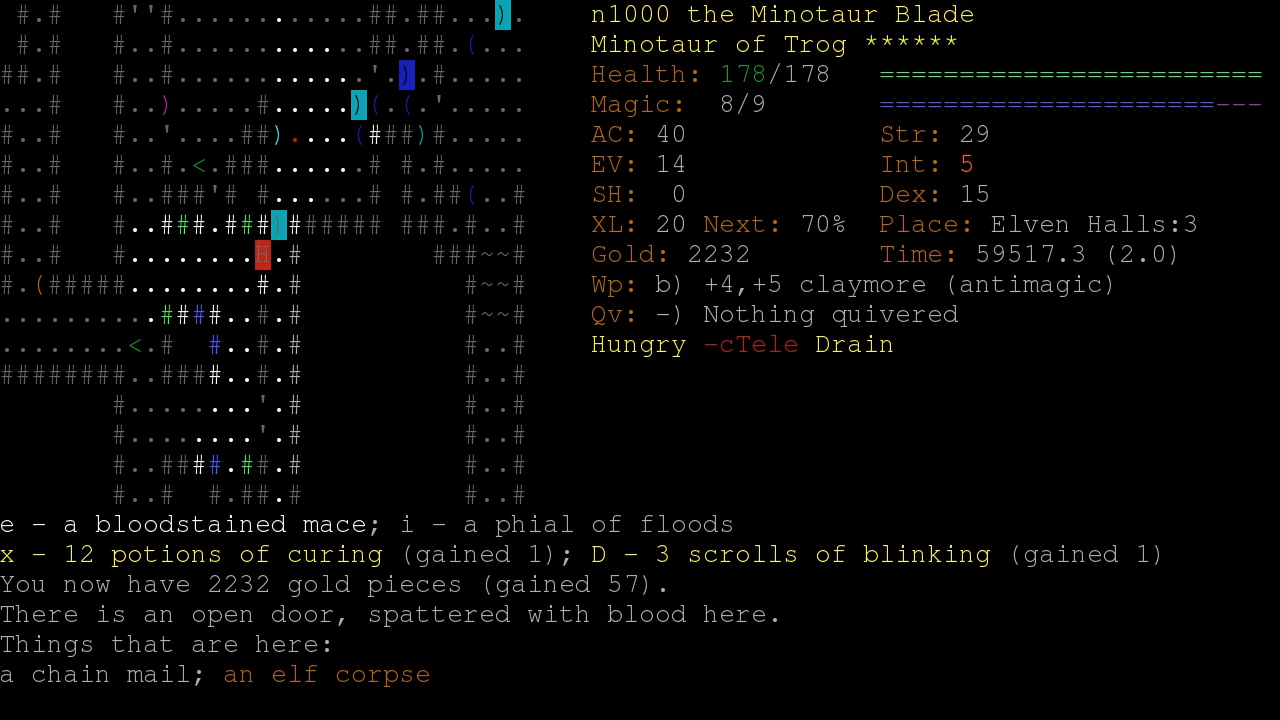 n1000 the Minotaur Blade
Minotaur of Trog ******
Health: 178/178 ========================
Magic: 8/9 =====================---
AC: 40 Str: 29
EV: 14 Int: 5
SH: 0 Dex: 15
XL: 20 Next: 70% Place: Elven Halls:3
Gold: 2232 Time: 59517.3 (2.0)
Wp: b) +4,+5 claymore (antimagic)
Qv: -) Nothing quivered
Hungry -cTele Drain
e - a bloodstained mace; i - a phial of floods
x - 12 potions of curing (gained 1); D - 3 scrolls of blinking (gained 1)
You now have 2232 gold pieces (gained 57).
There is an open door, spattered with blood here.
Things that are here:
a chain mail; an elf corpse